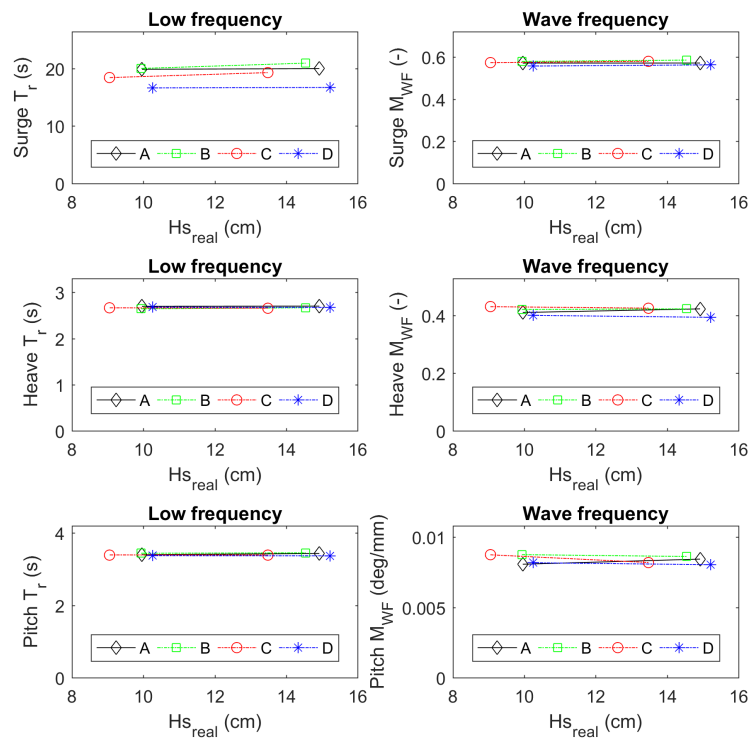 Low frequency
Surge T_r (s)
20
10
0
A B C D
8 10 12 14 16
Hs_real (cm)
Wave frequency
Surge M_WF (-)
0.6
0.4
0.2
0
A B C D
8 10 12 14 16
Hs_real (cm)
Low frequency
Heave T_r (s)
3
2
1
0
A B C D
8 10 12 14 16
Hs_real (cm)
Wave frequency
Heave M_WF (-)
0.4
0.2
0
A B C D
8 10 12 14 16
Hs_real (cm)
Low frequency
Pitch T_r (s)
4
2
0
A B C D
8 10 12 14 16
Hs_real (cm)
Wave frequency
Pitch M_WF (deg/mm)
0.01
0.005
0
A B C D
8 10 12 14 16
Hs_real (cm)